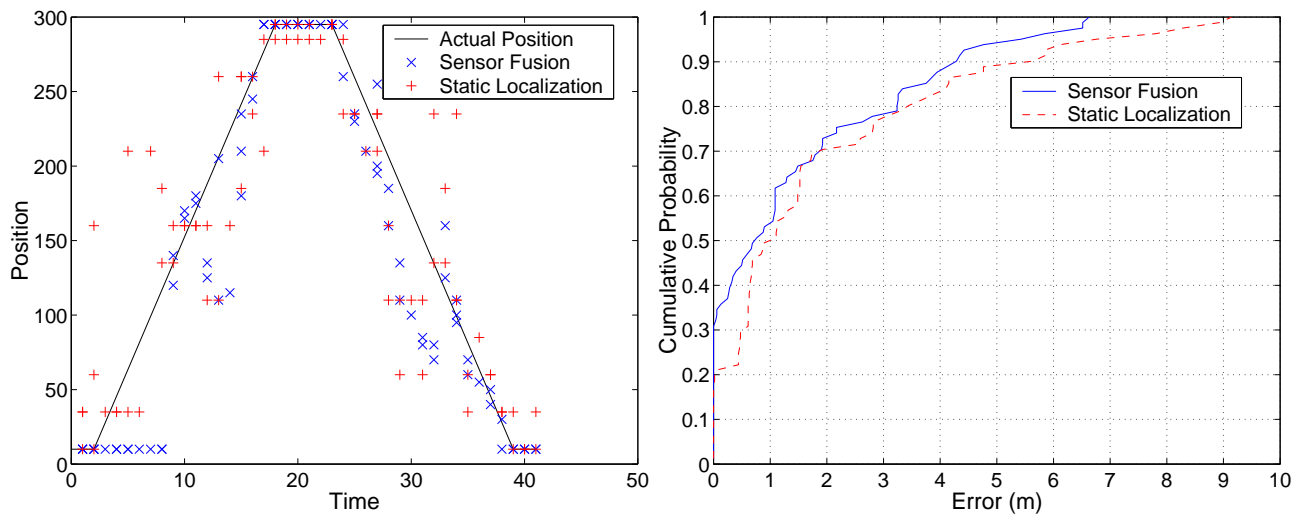 300
250
200
150
100
50
0
Position
0 10 20 30 40 50
Time
Actual Position
Sensor Fusion
Static Localization
1
0.9
0.8
0.7
0.6
0.5
0.4
0.3
0.2
0.1
0
Cumulative Probability
0 1 2 3 4 5 6 7 8 9 10
Error (m)
Sensor Fusion
Static Localization